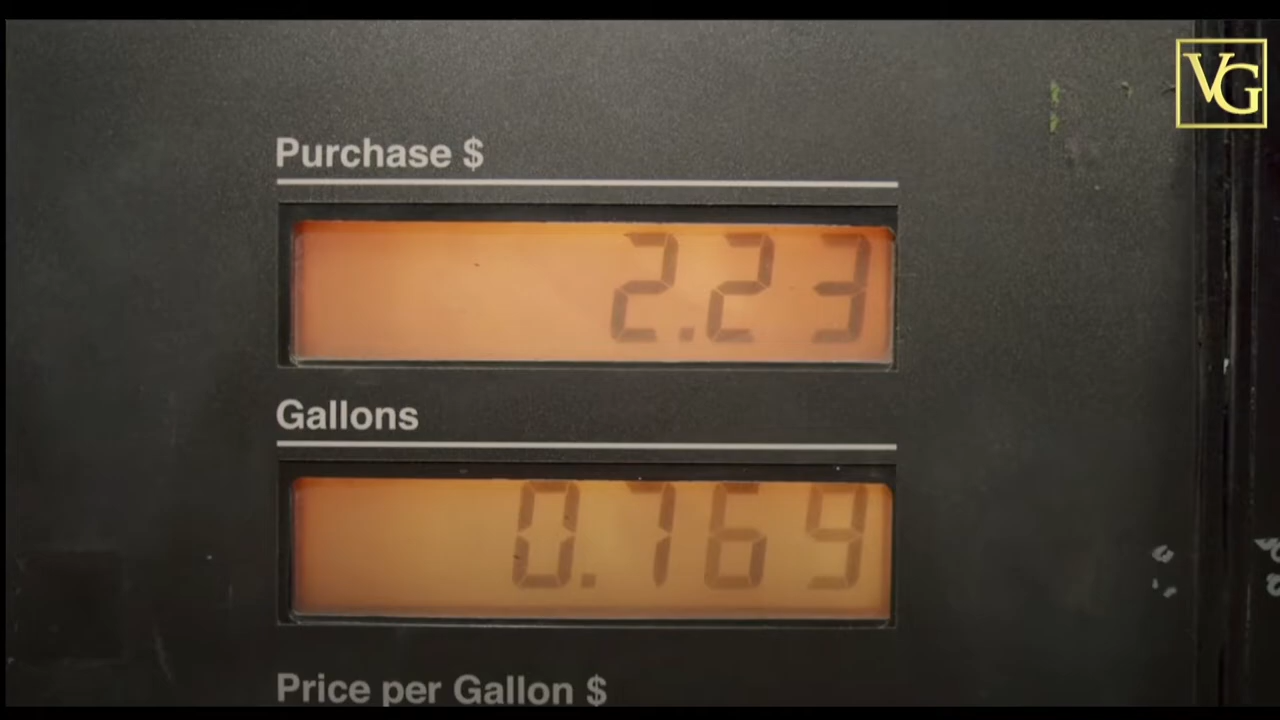 VG
Purchase $
2.23
Gallons
0.769
Price per Gallon $